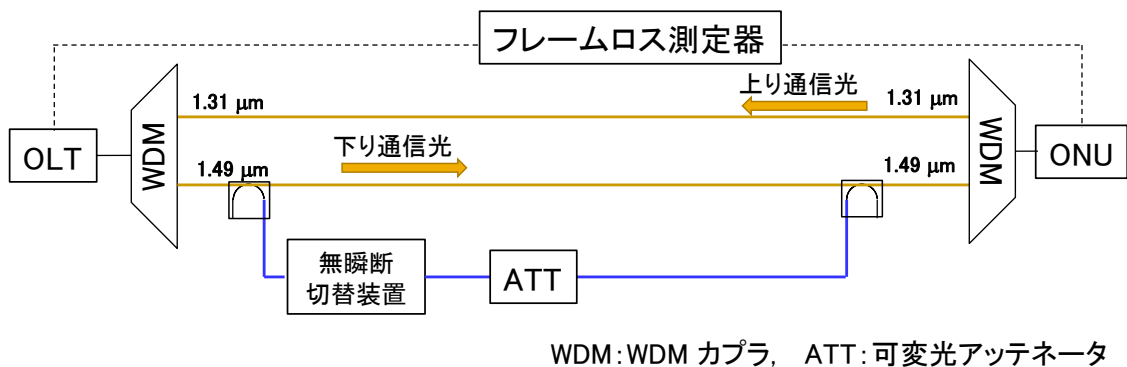 フレームロス測定器
上り通信光
1.31 μm
1.31 μm
OLT
WDM
下り通信光
WDM
ONU
1.49 μm
1.49 μm
無瞬断
切替装置
ATT
WDM：WDM カプラ,　ATT：可変光アッテネータ